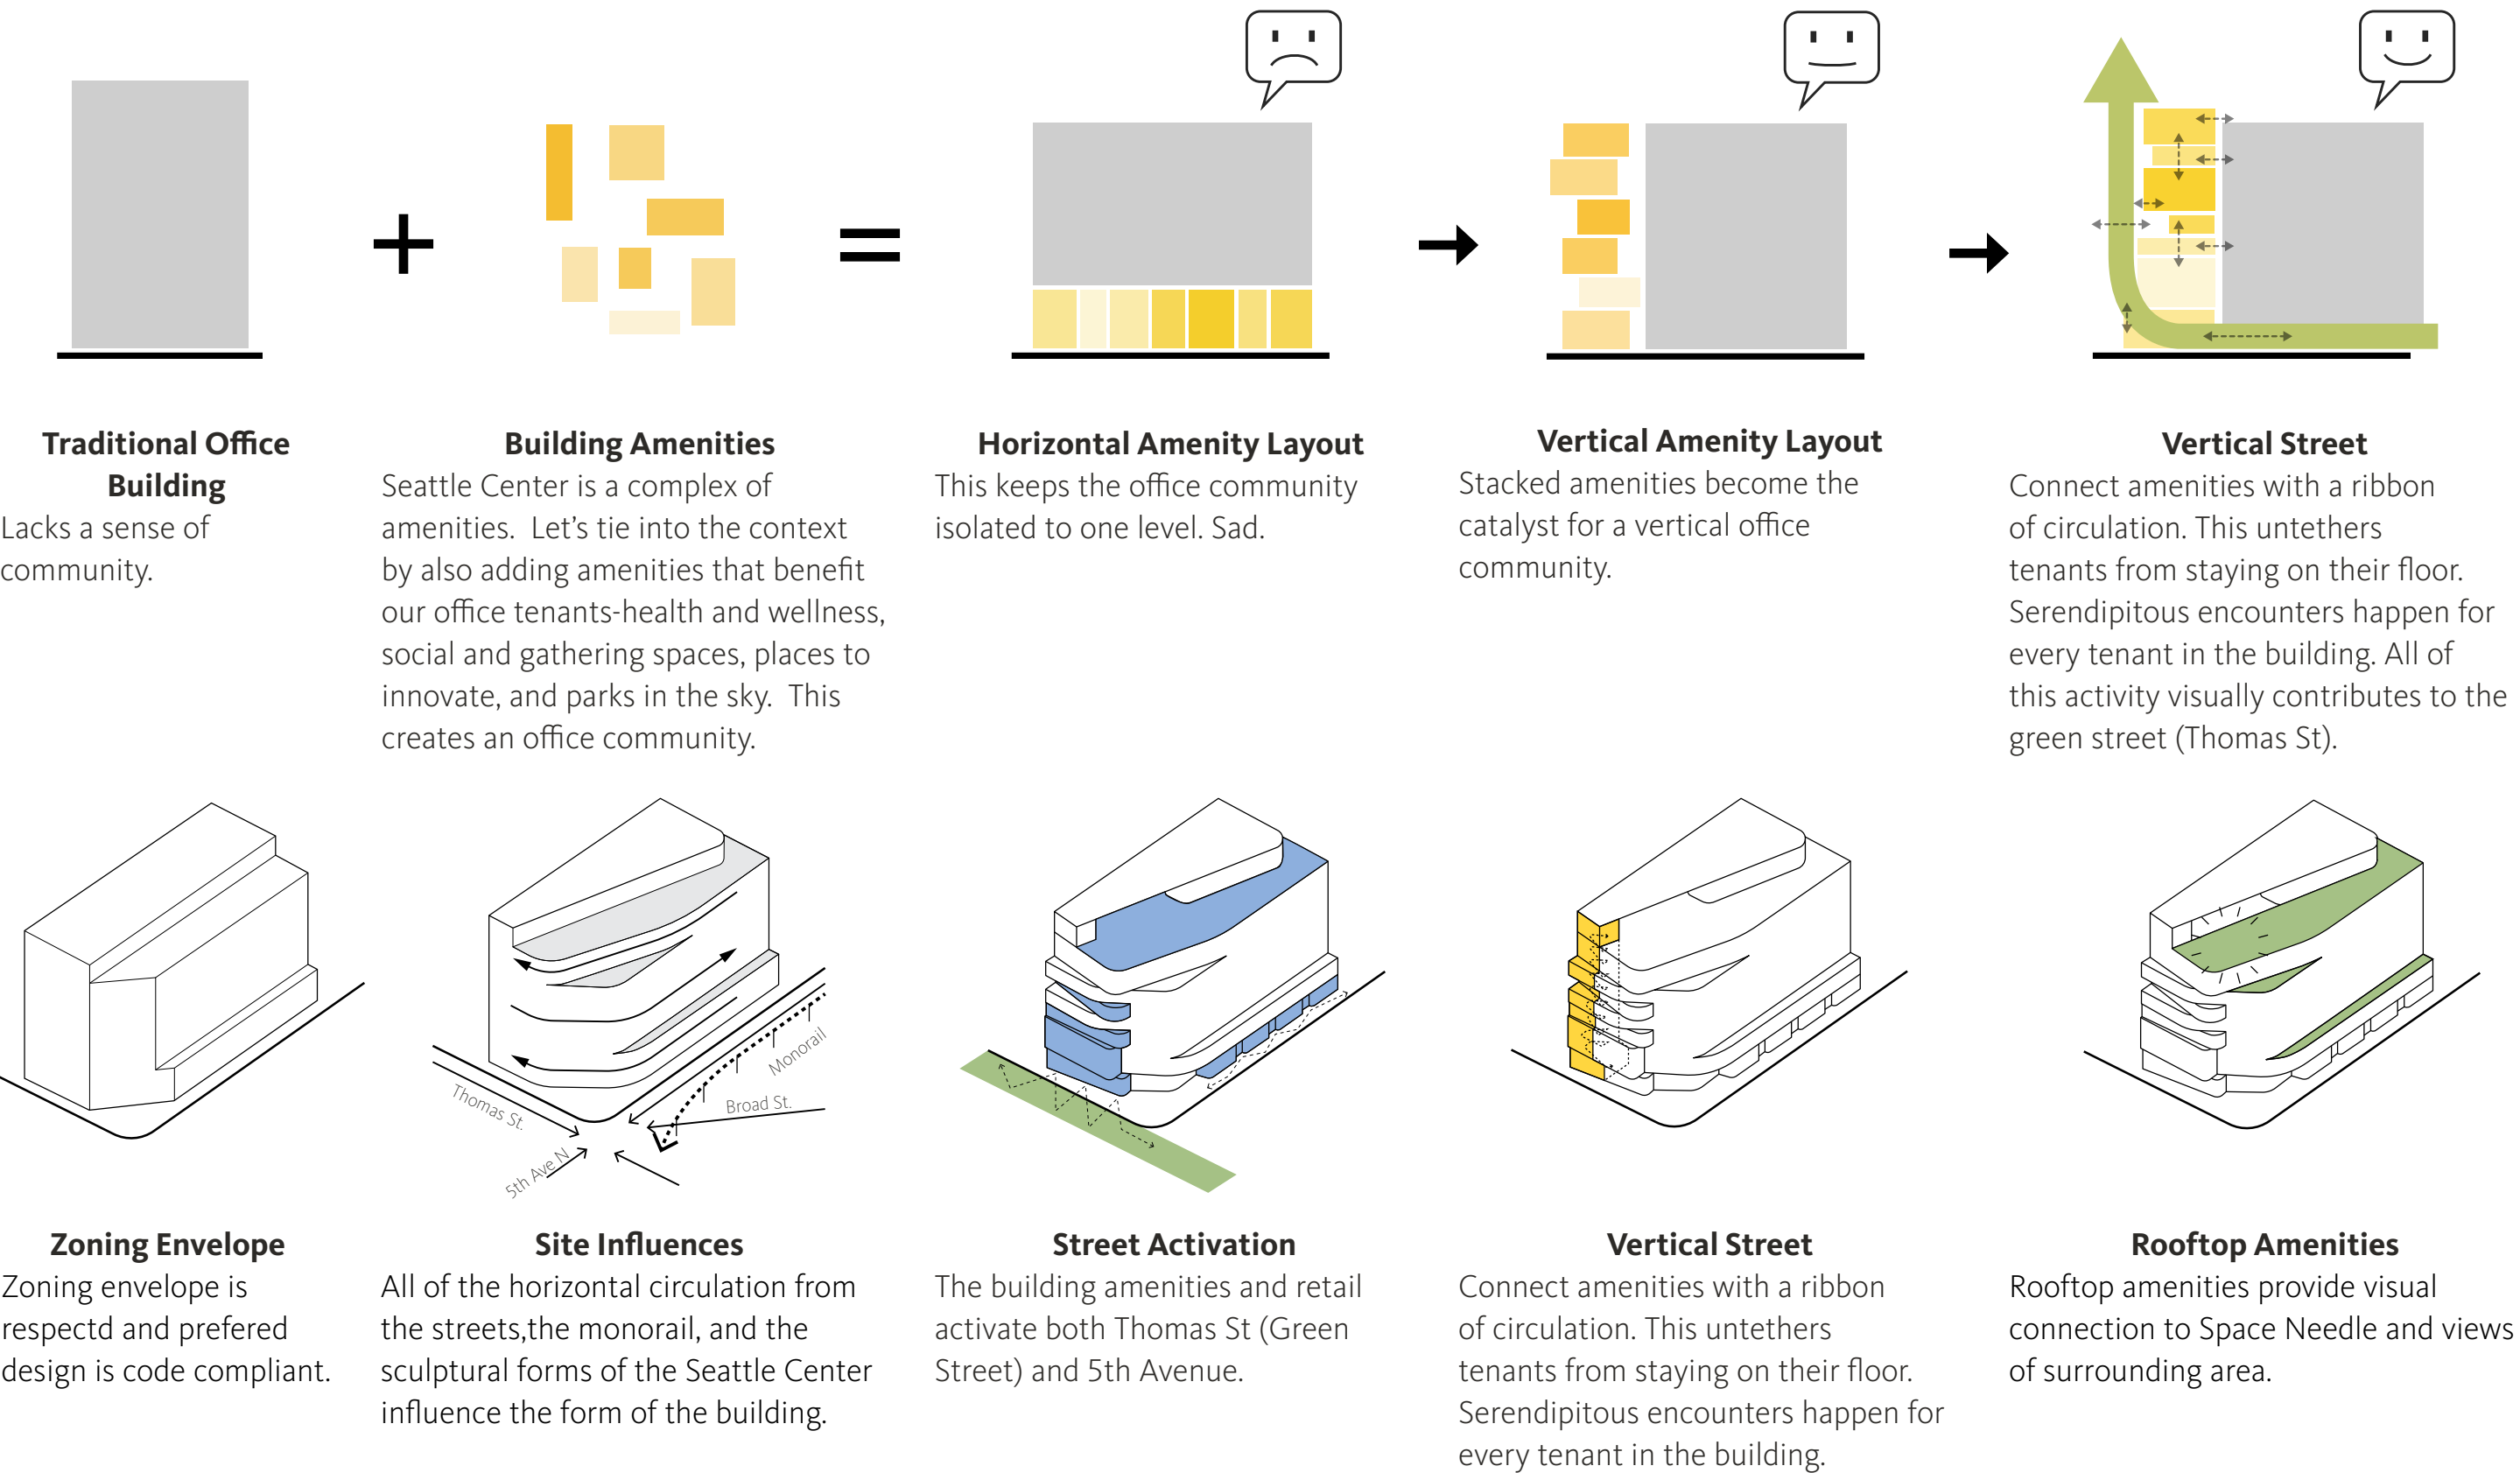 Traditional Office
Building
Lacks a sense of
community.
Building Amenities
Seattle Center is a complex of
amenities.  Let's tie into the context
by also adding amenities that benefit
our office tenants-health and wellness,
social and gathering spaces, places to
innovate, and parks in the sky.  This
creates an office community.
Horizontal Amenity Layout
This keeps the office community
isolated to one level. Sad.
Vertical Amenity Layout
Stacked amenities become the
catalyst for a vertical office
community.
Vertical Street
Connect amenities with a ribbon
of circulation. This untethers
tenants from staying on their floor.
Serendipitous encounters happen for
every tenant in the building. All of
this activity visually contributes to the
green street (Thomas St).
Thomas St.
5th Ave N
Broad St.
Monorail
Zoning Envelope
Zoning envelope is
respectd and prefered
design is code compliant.
Site Influences
All of the horizontal circulation from
the streets,the monorail, and the
sculptural forms of the Seattle Center
influence the form of the building.
Street Activation
The building amenities and retail
activate both Thomas St (Green
Street) and 5th Avenue.
Vertical Street
Connect amenities with a ribbon
of circulation. This untethers
tenants from staying on their floor.
Serendipitous encounters happen for
every tenant in the building.
Rooftop Amenities
Rooftop amenities provide visual
connection to Space Needle and views
of surrounding area.